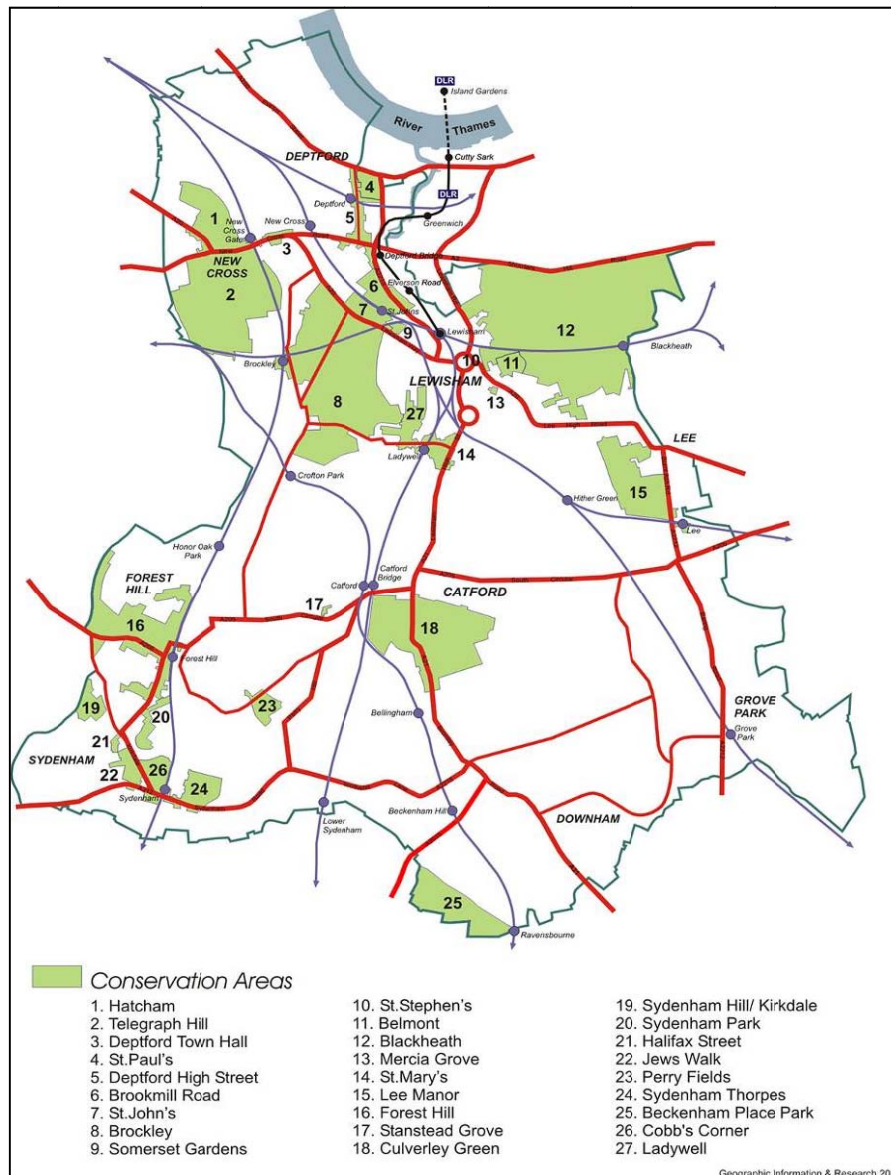 DLR
Island Gardens
River Thames
DEPTFORD
Cutty Sark
4
DLR
Deptford
5
Greenwich
1
New
Cross
Gate
New Cross
3
Deptford Bridge
NEW
CROSS
2
6
Elverson Road
7
St.Johns
9
Lewisham
12
Blackheath
10
11
Brockley
LEWISHAM
13
8
27
LEE
Ladywell
14
Crofton Park
15
Hither Green
Lee
Honor Oak
Park
FOREST
HILL
Catford
Bridge
Catford
CATFORD
17
16
18
Forest Hill
19
20
23
Bellingham
GROVE
PARK
Grove
Park
21
SYDENHAM
22
26
24
Sydenham
Lower
Sydenham
Beckenham Hill
DOWNHAM
25
Ravensbourne
Conservation Areas
1. Hatcham
2. Telegraph Hill
3. Deptford Town Hall
4. St.Paul's
5. Deptford High Street
6. Brookmill Road
7. St.John's
8. Brockley
9. Somerset Gardens
10. St.Stephen's
11. Belmont
12. Blackheath
13. Mercia Grove
14. St.Mary's
15. Lee Manor
16. Forest Hill
17. Stanstead Grove
18. Culverley Green
19. Sydenham Hill/ Kirkdale
20. Sydenham Park
21. Halifax Street
22. Jews Walk
23. Perry Fields
24. Sydenham Thorpes
25. Beckenham Place Park
26. Cobb's Corner
27. Ladywell
Geographic Information & Research 20